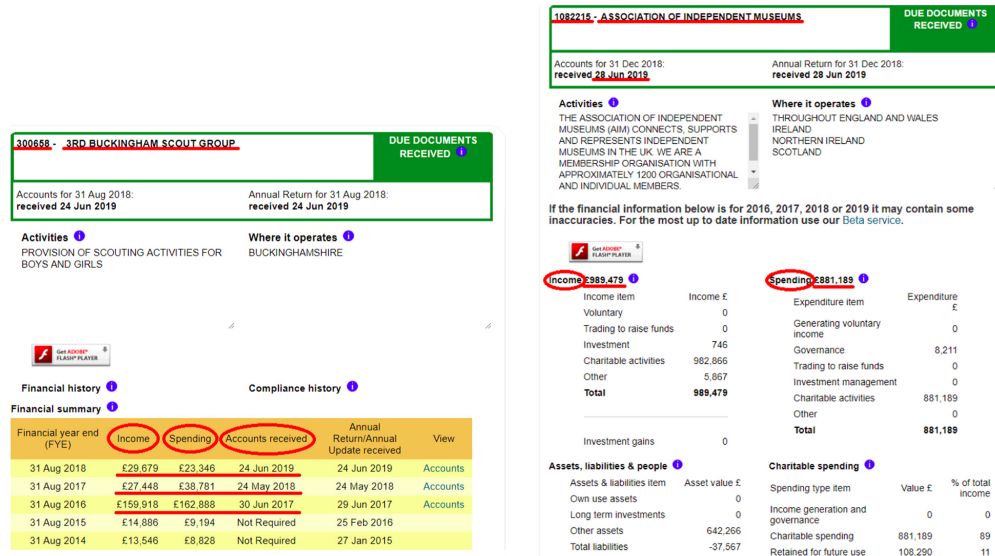 300658 - 3RD BUCKINGHAM SCOUT GROUP
DUE DOCUMENTS
RECEIVED
Accounts for 31 Aug 2018:
received 24 Jun 2019
Annual Return for 31 Aug 2018:
received 24 Jun 2019
Activities
PROVISION OF SCOUTING ACTIVITIES FOR
BOYS AND GIRLS
Where it operates
BUCKINGHAMSHIRE
Get ADOBE®
FLASH® PLAYER
Financial history
Compliance history
Financial summary
Financial year end
(FYE)
Income
Spending
Accounts received
Annual
Return/Annual
Update received
View
31 Aug 2018 £29,679 £23,346 24 Jun 2019 24 Jun 2019 Accounts
31 Aug 2017 £27,448 £38,781 24 May 2018 24 May 2018 Accounts
31 Aug 2016 £159,918 £162,888 30 Jun 2017 29 Jun 2017 Accounts
31 Aug 2015 £14,886 £9,194 Not Required 25 Feb 2016
31 Aug 2014 £13,546 £8,828 Not Required 27 Jan 2015
1082215 - ASSOCIATION OF INDEPENDENT MUSEUMS
DUE DOCUMENTS
RECEIVED
Accounts for 31 Dec 2018:
received 28 Jun 2019
Annual Return for 31 Dec 2018:
received 28 Jun 2019
Activities
THE ASSOCIATION OF INDEPENDENT
MUSEUMS (AIM) CONNECTS, SUPPORTS
AND REPRESENTS INDEPENDENT
MUSEUMS IN THE UK. WE ARE A
MEMBERSHIP ORGANISATION WITH
APPROXIMATELY 1200 ORGANISATIONAL
AND INDIVIDUAL MEMBERS.
Where it operates
THROUGHOUT ENGLAND AND WALES
IRELAND
NORTHERN IRELAND
SCOTLAND
If the financial information below is for 2016, 2017, 2018 or 2019 it may contain some
inaccuracies. For the most up to date information use our Beta service.
Get ADOBE®
FLASH® PLAYER
Income £989,479
Income item Income £
Voluntary 0
Trading to raise funds 0
Investment 746
Charitable activities 982,866
Other 5,867
Total 989,479
Investment gains 0
Spending £881,189
Expenditure item Expenditure
£
Generating voluntary
income 0
Governance 8,211
Trading to raise funds 0
Investment management 0
Charitable activities 881,189
Other 0
Total 881,189
Assets, liabilities & people
Assets & liabilities item Asset value £
Own use assets 0
Long term investments 0
Other assets 642,266
Total liabilities -37,567
Charitable spending
Spending type item Value £ % of total
income
Income generation and
governance 0 0
Charitable spending 881,189 89
Retained for future use 108,290 11